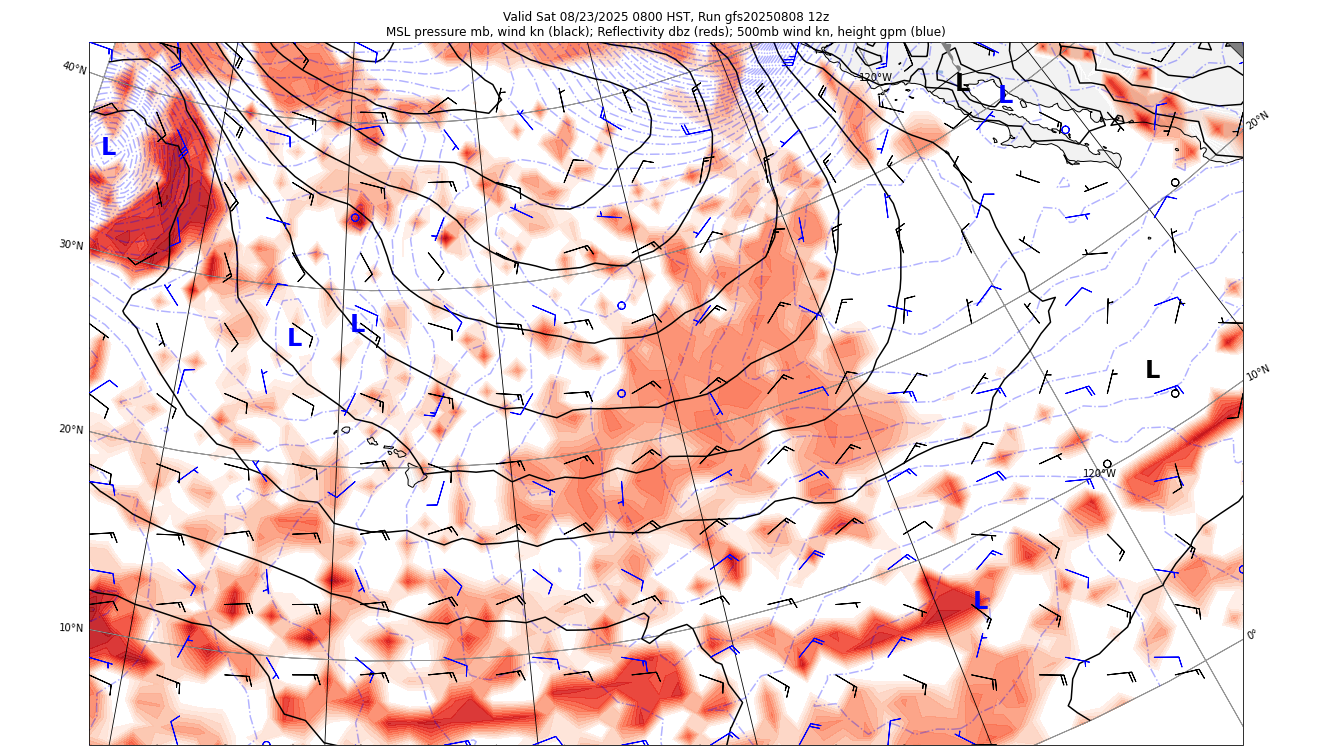 Valid Sat 08/23/2025 0800 HST, Run gfs20250808 12z
MSL pressure mb, wind kn (black); Reflectivity dbz (reds); 500mb wind kn, height gpm (blue)
40°N
120°W
L
L
20°N
L
30°N
L
L
L
10°N
20°N
120°W
L
10°N
0°